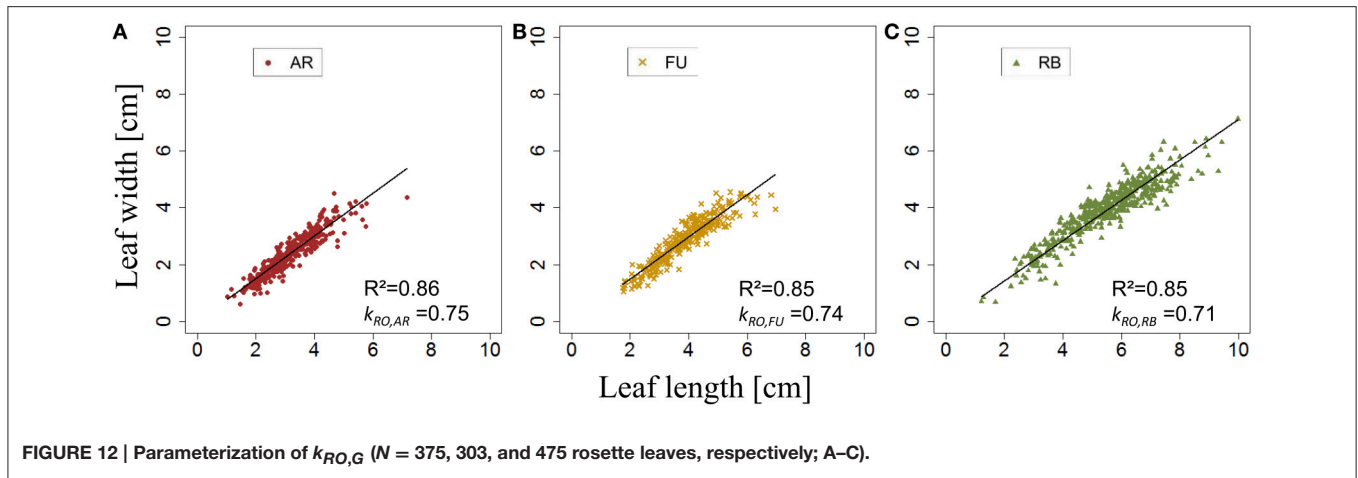 A
AR
B
FU
C
RB
Leaf width [cm]
10
8
6
4
2
0
R²=0.86
k_RO,AR =0.75
0 2 4 6 8 10
10
8
6
4
2
0
R²=0.85
k_RO,FU =0.74
0 2 4 6 8 10
10
8
6
4
2
0
R²=0.85
k_RO,RB =0.71
0 2 4 6 8 10
Leaf length [cm]
FIGURE 12 | Parameterization of k_RO,G (N = 375, 303, and 475 rosette leaves, respectively; A–C).